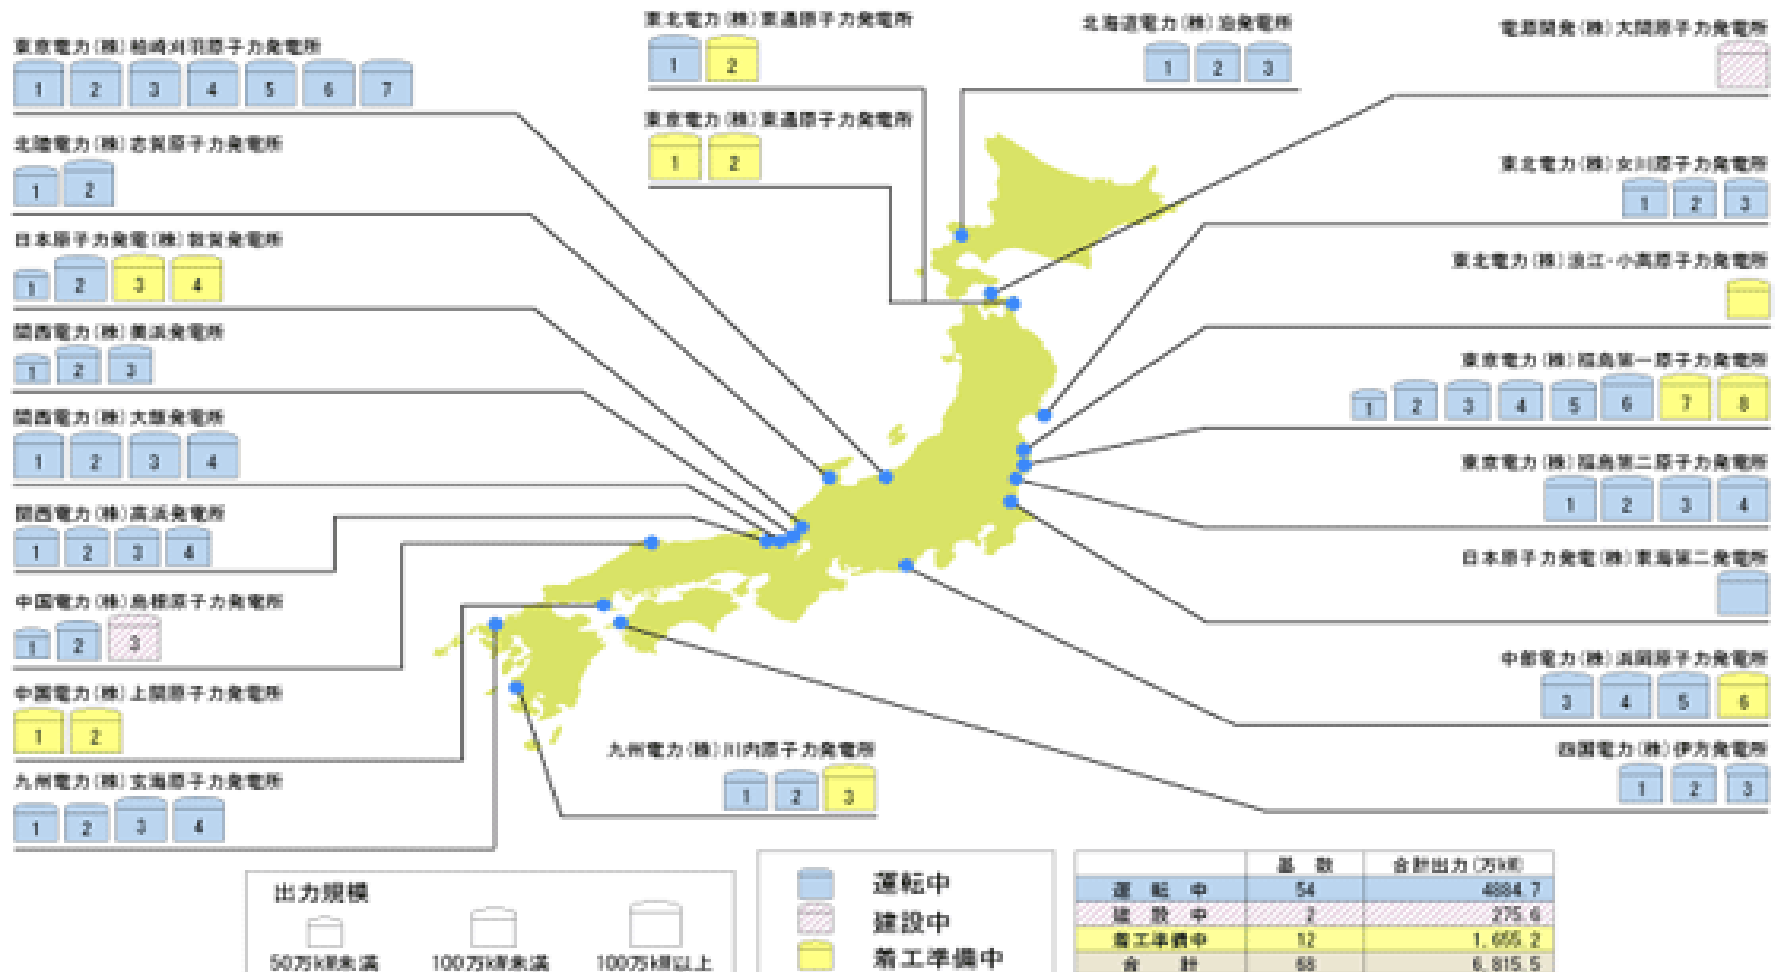 東京電力(株)柏崎刈羽原子力発電所
1 2 3 4 5 6 7
北陸電力(株)志賀原子力発電所
1 2
日本原子力発電(株)敦賀発電所
1 2 3 4
関西電力(株)美浜発電所
1 2 3
関西電力(株)大飯発電所
1 2 3 4
関西電力(株)高浜発電所
1 2 3 4
中国電力(株)島根原子力発電所
1 2 3
中国電力(株)上関原子力発電所
1 2
九州電力(株)玄海原子力発電所
1 2 3 4
東北電力(株)東通原子力発電所
1 2
東京電力(株)東通原子力発電所
1 2
北海道電力(株)泊発電所
1 2 3
電源開発(株)大間原子力発電所
東北電力(株)女川原子力発電所
1 2 3
東北電力(株)浪江・小高原子力発電所
東京電力(株)福島第一原子力発電所
1 2 3 4 5 6 7 8
東京電力(株)福島第二原子力発電所
1 2 3 4
日本原子力発電(株)東海第二発電所
中部電力(株)浜岡原子力発電所
3 4 5 6
四国電力(株)伊方発電所
1 2 3
九州電力(株)川内原子力発電所
1 2 3
出力規模
50万kW未満 100万kW未満 100万kW以上
運転中
建設中
着工準備中
基 数 合計出力(万kW)
運 転 中 54 4884.7
建 設 中 2 275.6
着工準備中 12 1,655.2
合 計 68 6,815.5